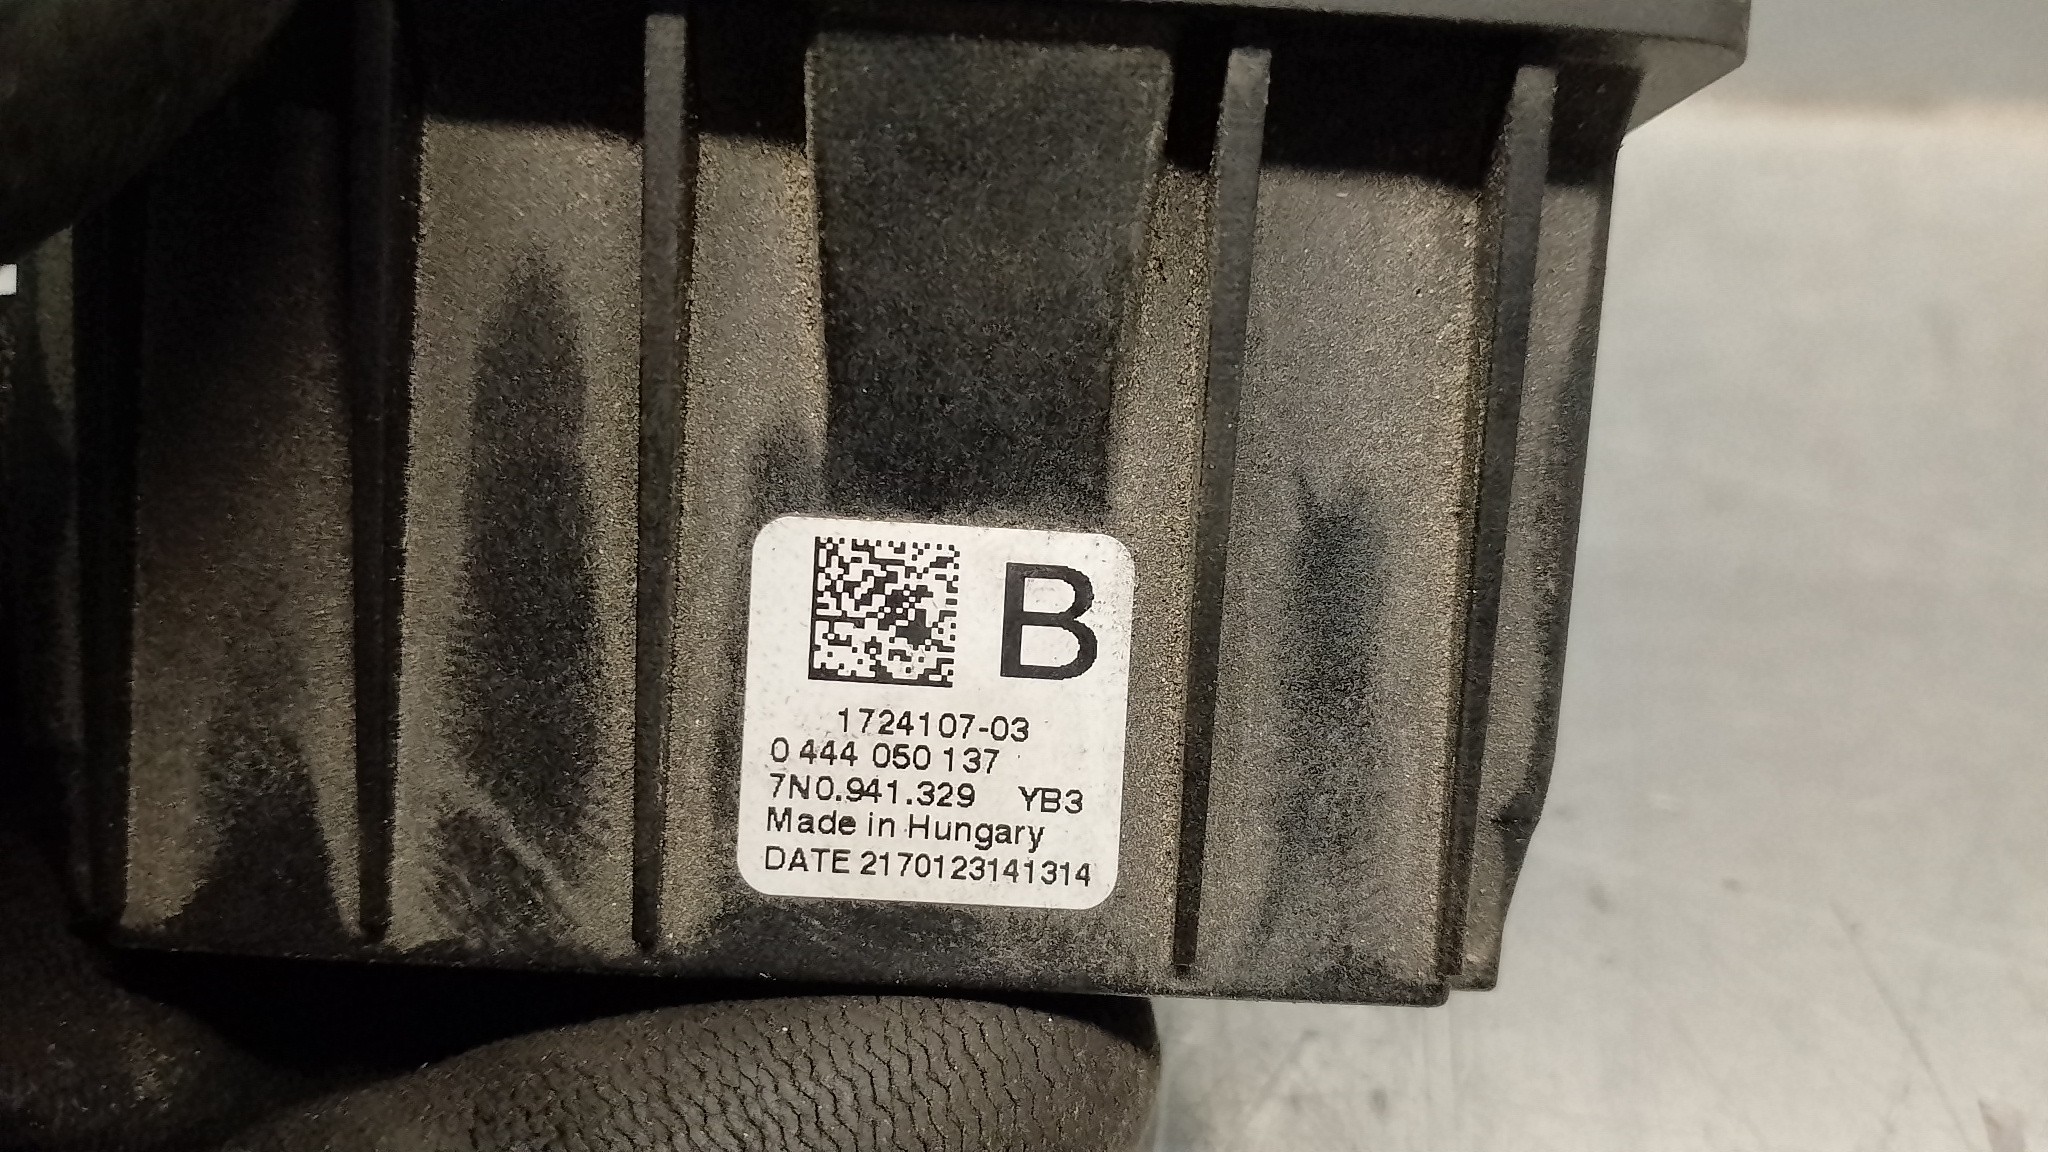 B
1724107-03
0 444 050 137
7N0.941.329 YB3
Made in Hungary
DATE 2170123141314